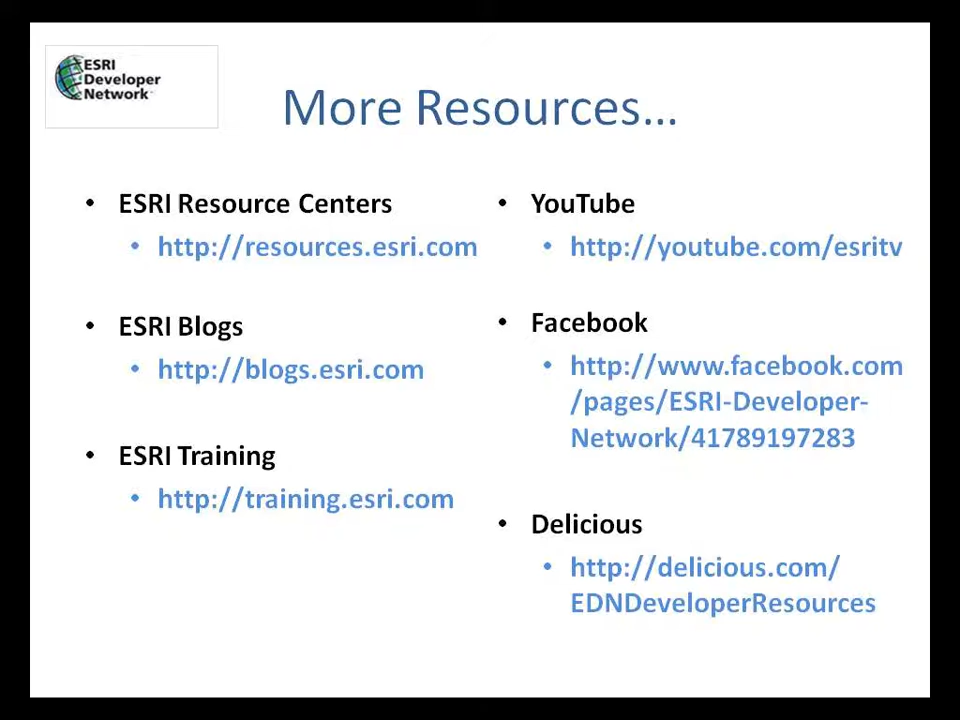 ESRI
Developer
Network
More Resources...
• ESRI Resource Centers
• http://resources.esri.com
• ESRI Blogs
• http://blogs.esri.com
• ESRI Training
• http://training.esri.com
• YouTube
• http://youtube.com/esritv
• Facebook
• http://www.facebook.com
/pages/ESRI-Developer-
Network/41789197283
• Delicious
• http://delicious.com/
EDNDeveloperResources